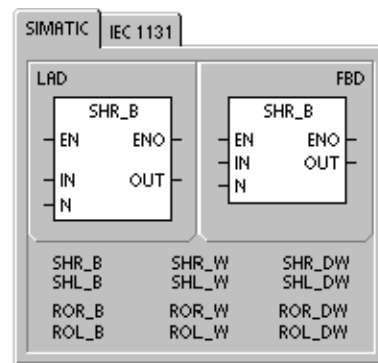 SIMATIC IEC 1131
LAD FBD
SHR_B SHR_B
EN ENO EN ENO
IN OUT IN OUT
N N
SHR_B SHR_W SHR_DW
SHL_B SHL_W SHL_DW
ROR_B ROR_W ROR_DW
ROL_B ROL_W ROL_DW